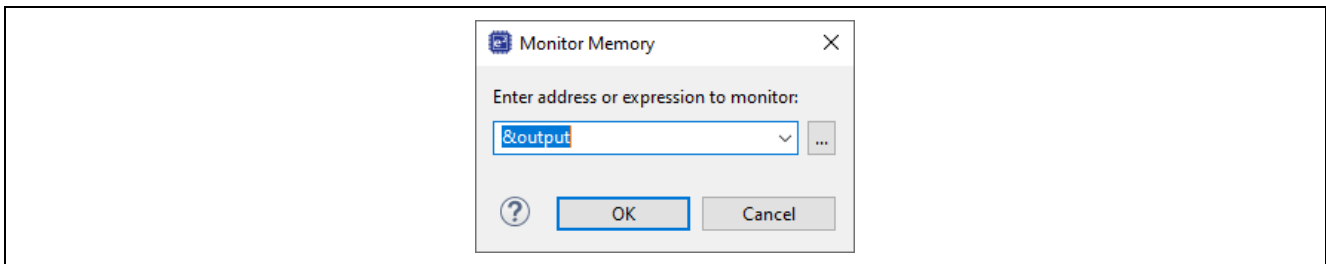 Monitor Memory
Enter address or expression to monitor:
&output
...
OK
Cancel